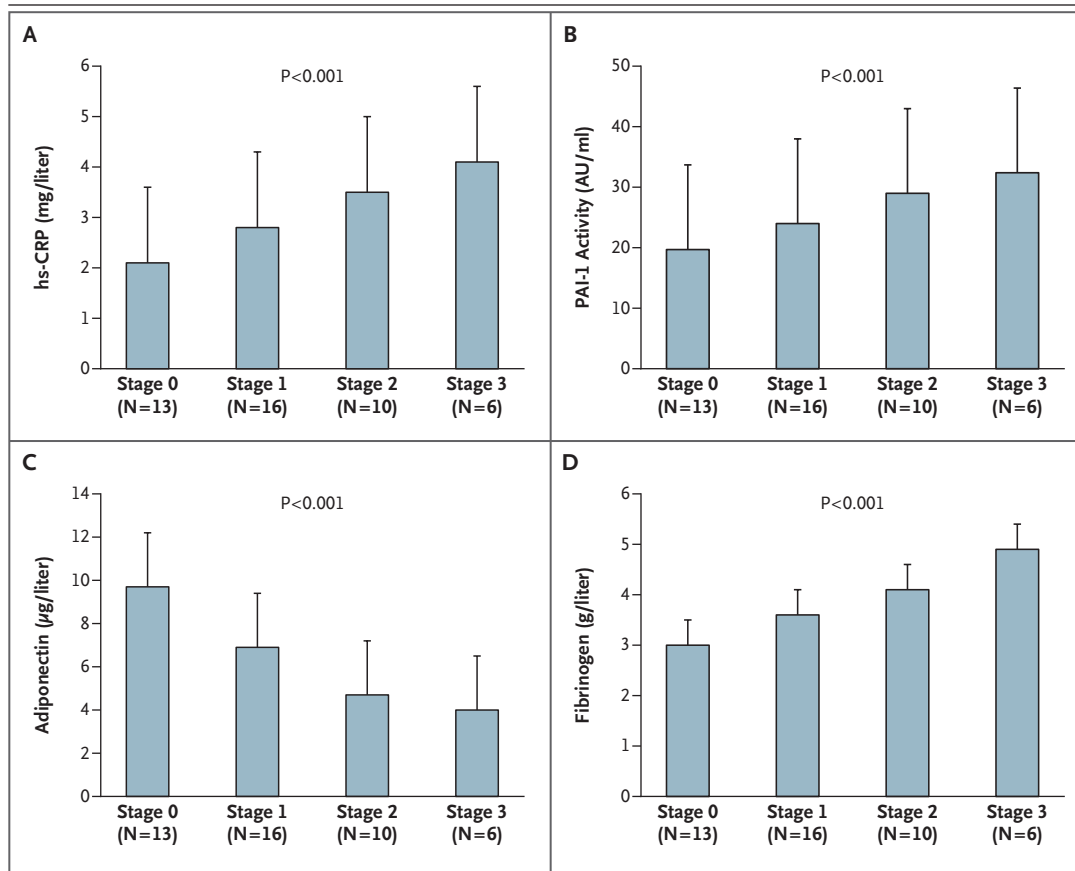 A
hs-CRP (mg/liter)
P<0.001
6
5
4
3
2
1
0
Stage 0 Stage 1 Stage 2 Stage 3
(N=13) (N=16) (N=10) (N=6)
B
PAI-1 Activity (AU/ml)
P<0.001
50
40
30
20
10
0
Stage 0 Stage 1 Stage 2 Stage 3
(N=13) (N=16) (N=10) (N=6)
C
Adiponectin (µg/liter)
P<0.001
14
12
10
8
6
4
2
0
Stage 0 Stage 1 Stage 2 Stage 3
(N=13) (N=16) (N=10) (N=6)
D
Fibrinogen (g/liter)
P<0.001
6
5
4
3
2
1
0
Stage 0 Stage 1 Stage 2 Stage 3
(N=13) (N=16) (N=10) (N=6)